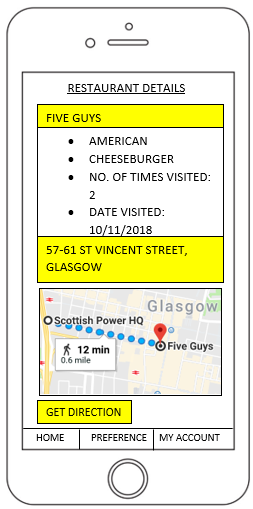 RESTAURANT DETAILS
FIVE GUYS
• AMERICAN
• CHEESEBURGER
• NO. OF TIMES VISITED:
2
• DATE VISITED:
10/11/2018
57-61 ST VINCENT STREET,
GLASGOW
Glasgow
Scottish Power HQ
12 min
0.6 mile
Five Guys
GET DIRECTION
HOME PREFERENCE MY ACCOUNT